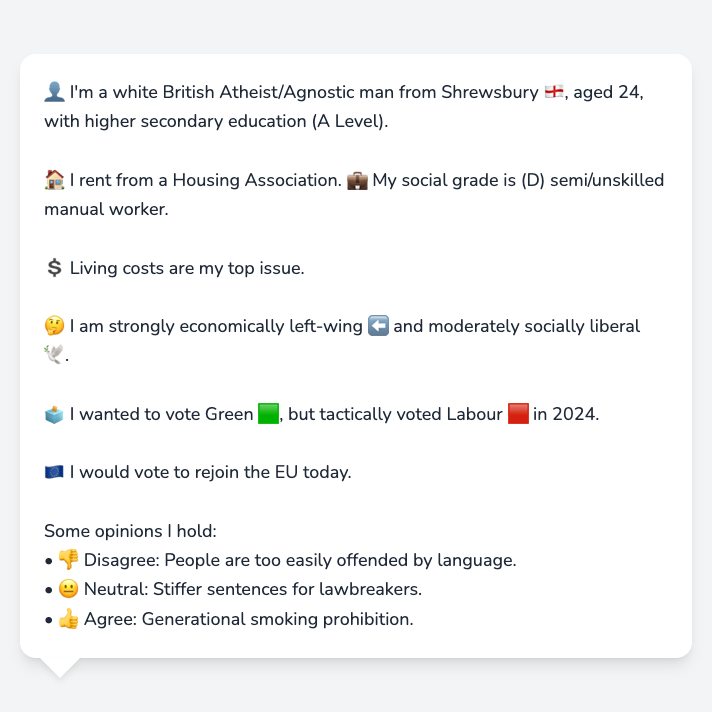 👤 I'm a white British Atheist/Agnostic man from Shrewsbury 🏴󠁧󠁢󠁥󠁮󠁧󠁿, aged 24,
with higher secondary education (A Level).
🏠 I rent from a Housing Association. 💼 My social grade is (D) semi/unskilled
manual worker.
💲 Living costs are my top issue.
🤔 I am strongly economically left-wing ⬅️ and moderately socially liberal
🕊️.
🗳️ I wanted to vote Green 🟩, but tactically voted Labour 🟥 in 2024.
🇪🇺 I would vote to rejoin the EU today.
Some opinions I hold:
• 👎 Disagree: People are too easily offended by language.
• 😐 Neutral: Stiffer sentences for lawbreakers.
• 👍 Agree: Generational smoking prohibition.